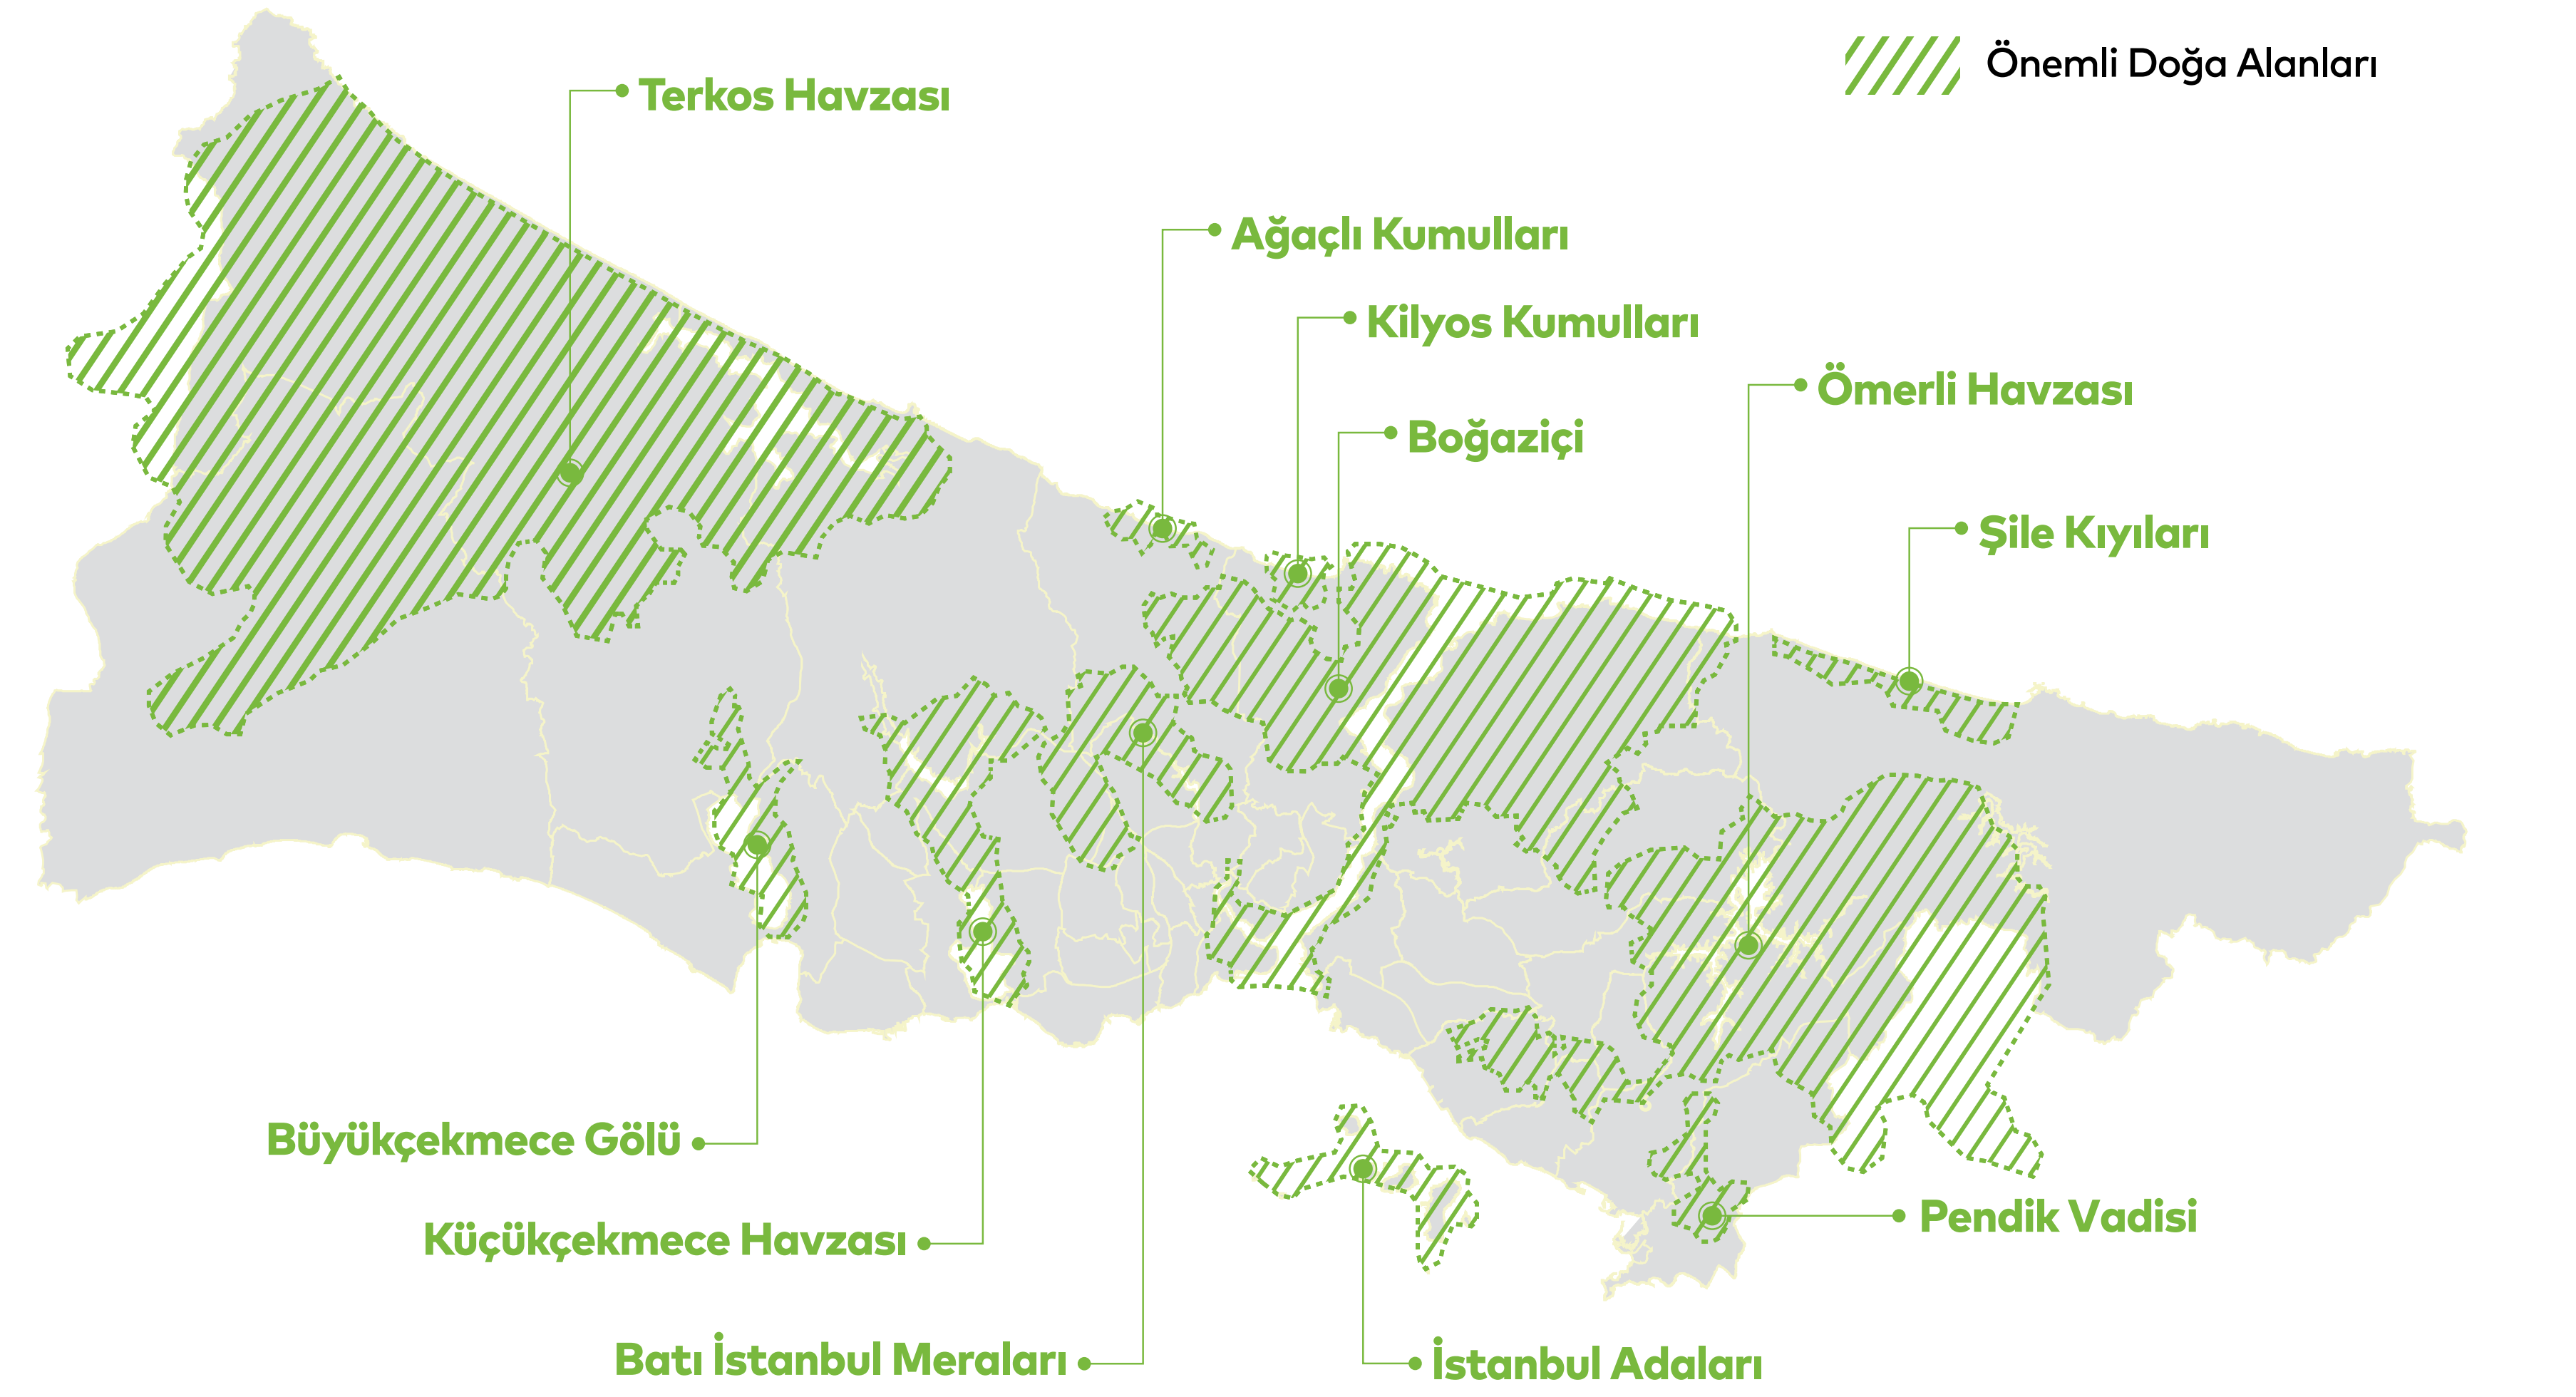 Önemli Doğa Alanları
Terkos Havzası
Ağaçlı Kumulları
Kilyos Kumulları
Ömerli Havzası
Boğaziçi
Şile Kıyıları
Büyükçekmece Gölü
Pendik Vadisi
Küçükçekmece Havzası
Batı İstanbul Meraları
İstanbul Adaları